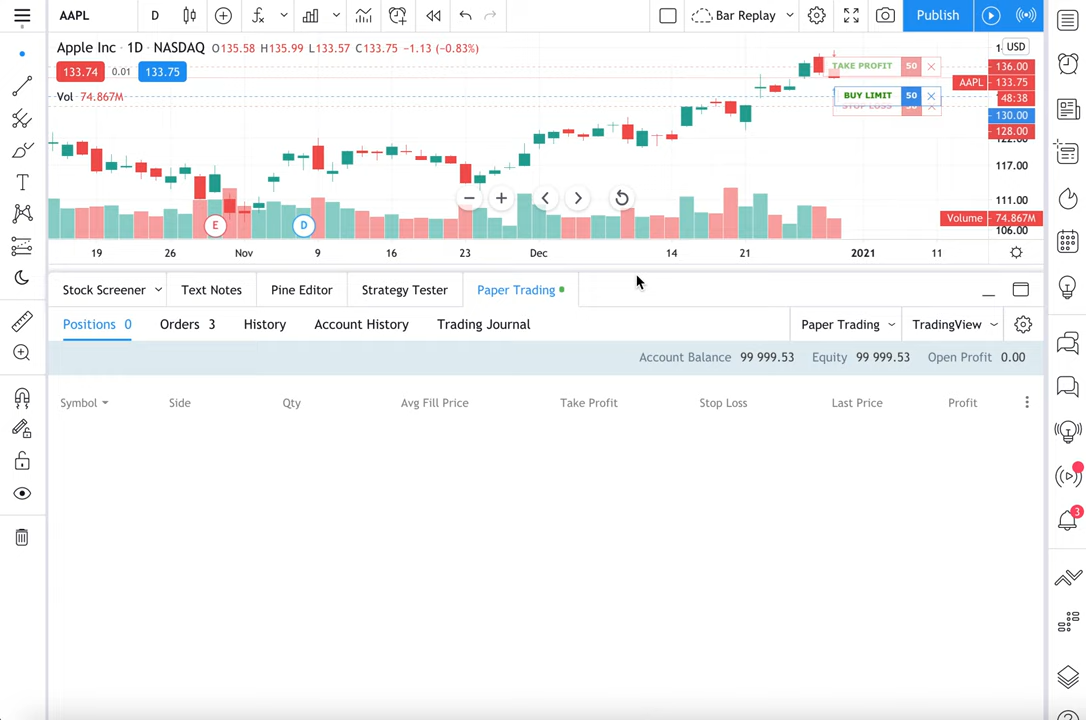 AAPL D Bar Replay Publish
Apple Inc · 1D · NASDAQ O135.58 H135.99 L133.57 C133.75 −1.13 (−0.83%)
USD
133.74 0.01 133.75
TAKE PROFIT 50
136.00
AAPL 133.75
Vol 74.867M
BUY LIMIT 50
48:38
STOP LOSS
130.00
128.00
122.00
117.00
111.00
E D
Volume 74.867M
106.00
19 26 Nov 9 16 23 Dec 14 21 2021 11
Stock Screener Text Notes Pine Editor Strategy Tester Paper Trading
Positions 0 Orders 3 History Account History Trading Journal Paper Trading TradingView
Account Balance 99 999.53 Equity 99 999.53 Open Profit 0.00
Symbol Side Qty Avg Fill Price Take Profit Stop Loss Last Price Profit
3